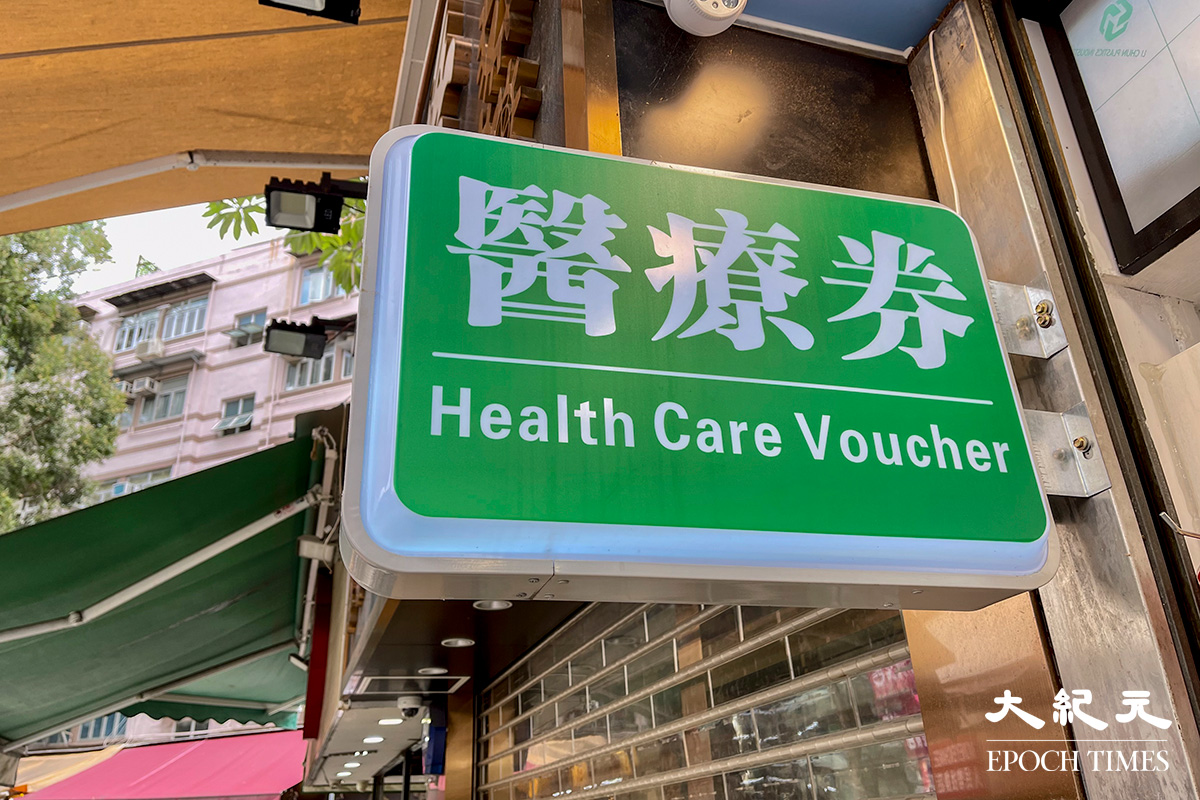 醫療券
Health Care Voucher
大紀元
EPOCH TIMES